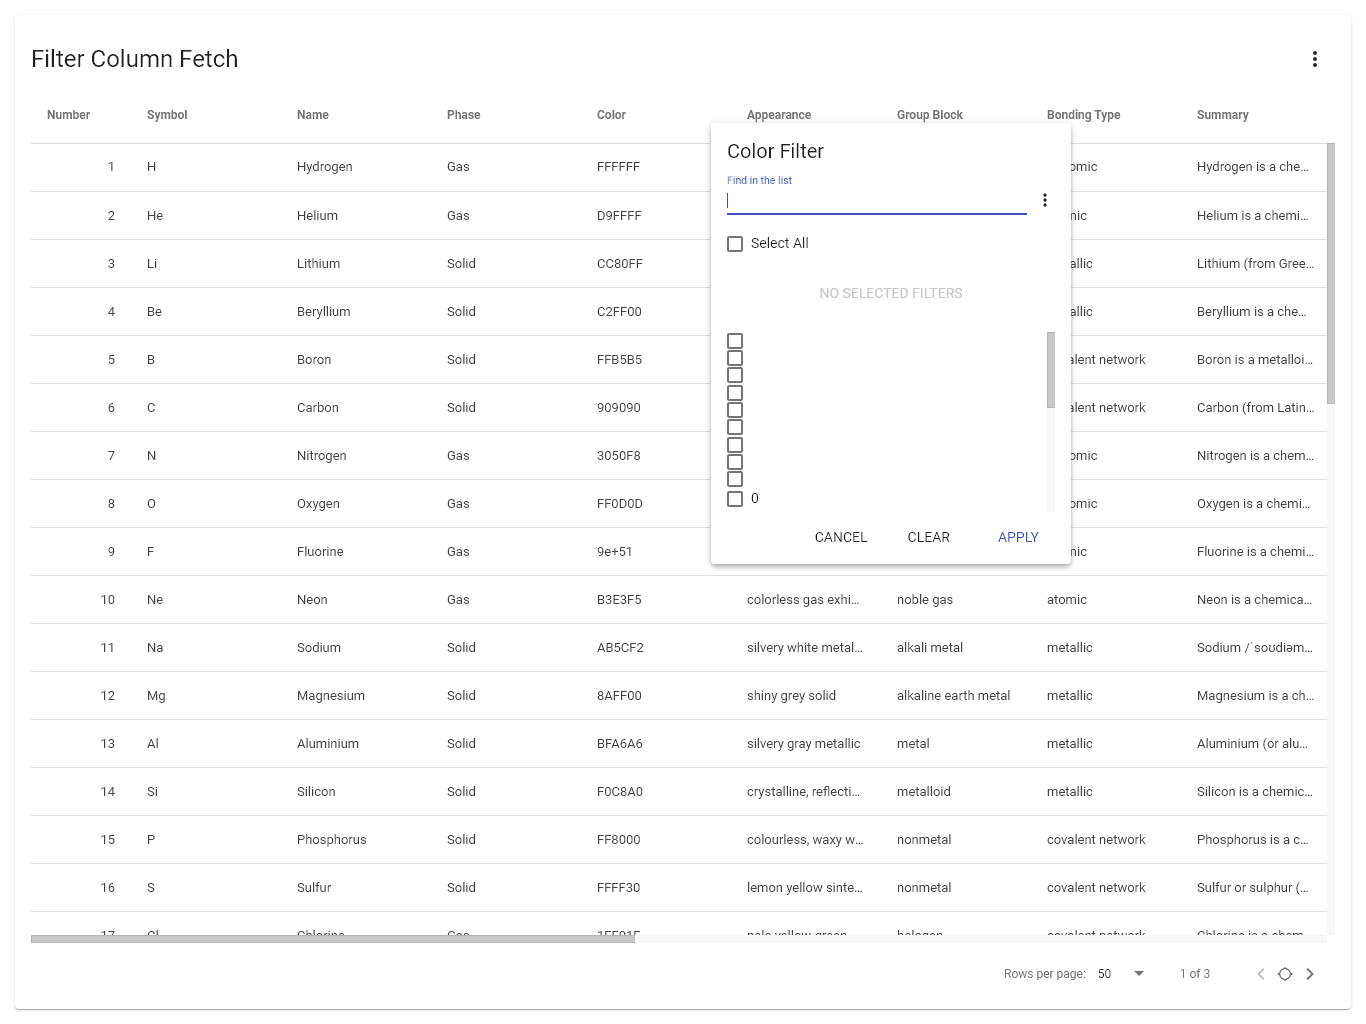 Filter Column Fetch
Number Symbol Name Phase Color Appearance Group Block Bonding Type Summary
Color Filter
Find in the list
Select All
NO SELECTED FILTERS
0
CANCEL CLEAR APPLY
1 H Hydrogen Gas FFFFFF omic Hydrogen is a che...
2 He Helium Gas D9FFFF nic Helium is a chemi...
3 Li Lithium Solid CC80FF allic Lithium (from Gree...
4 Be Beryllium Solid C2FF00 allic Beryllium is a che...
5 B Boron Solid FFB5B5 alent network Boron is a metalloi...
6 C Carbon Solid 909090 alent network Carbon (from Latin...
7 N Nitrogen Gas 3050F8 omic Nitrogen is a chem...
8 O Oxygen Gas FF0D0D omic Oxygen is a chemi...
9 F Fluorine Gas 9e+51 nic Fluorine is a chemi...
10 Ne Neon Gas B3E3F5 colorless gas exhi... noble gas atomic Neon is a chemica...
11 Na Sodium Solid AB5CF2 silvery white metal... alkali metal metallic Sodium /ˈsoʊdiəm...
12 Mg Magnesium Solid 8AFF00 shiny grey solid alkaline earth metal metallic Magnesium is a ch...
13 Al Aluminium Solid BFA6A6 silvery gray metallic metal metallic Aluminium (or alu...
14 Si Silicon Solid F0C8A0 crystalline, reflecti... metalloid metallic Silicon is a chemic...
15 P Phosphorus Solid FF8000 colourless, waxy w... nonmetal covalent network Phosphorus is a c...
16 S Sulfur Solid FFFF30 lemon yellow sinte... nonmetal covalent network Sulfur or sulphur (...
17 Cl Chlorine Gas 1FF01F pale yellow-green halogen covalent network Chlorine is a chem
Rows per page: 50 1 of 3